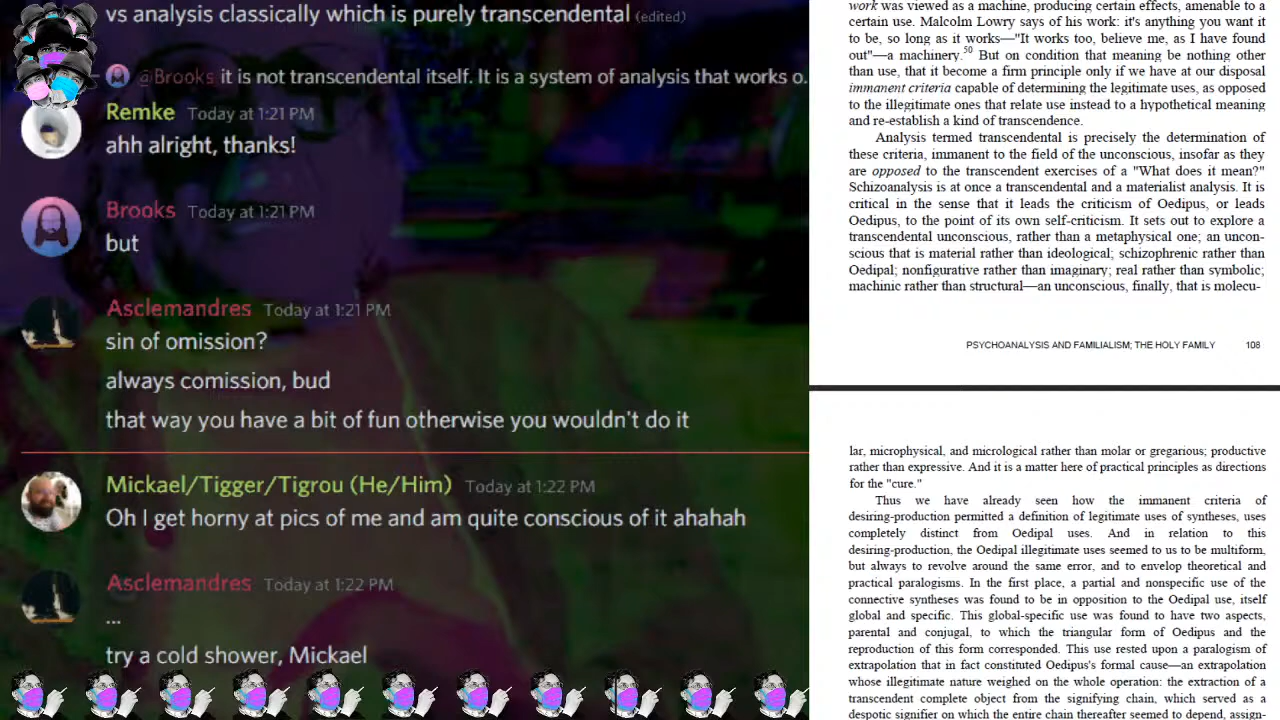 vs analysis classically which is purely transcendental (edited)
@Brooks it is not transcendental itself. It is a system of analysis that works o.
Remke Today at 1:21 PM
ahh alright, thanks!
Brooks Today at 1:21 PM
but
Asclemandres Today at 1:21 PM
sin of omission?
always comission, bud
that way you have a bit of fun otherwise you wouldn't do it
Mickael/Tigger/Tigrou (He/Him) Today at 1:22 PM
Oh I get horny at pics of me and am quite conscious of it ahahah
Asclemandres Today at 1:22 PM
...
try a cold shower, Mickael
work was viewed as a machine, producing certain effects, amenable to a
certain use. Malcolm Lowry says of his work: it's anything you want it
to be, so long as it works—"It works too, believe me, as I have found
out"—a machinery.50 But on condition that meaning be nothing other
than use, that it become a firm principle only if we have at our disposal
immanent criteria capable of determining the legitimate uses, as opposed
to the illegitimate ones that relate use instead to a hypothetical meaning
and re-establish a kind of transcendence.
Analysis termed transcendental is precisely the determination of
these criteria, immanent to the field of the unconscious, insofar as they
are opposed to the transcendent exercises of a "What does it mean?"
Schizoanalysis is at once a transcendental and a materialist analysis. It is
critical in the sense that it leads the criticism of Oedipus, or leads
Oedipus, to the point of its own self-criticism. It sets out to explore a
transcendental unconscious, rather than a metaphysical one; an uncon-
scious that is material rather than ideological; schizophrenic rather than
Oedipal; nonfigurative rather than imaginary; real rather than symbolic;
machinic rather than structural—an unconscious, finally, that is molecu-
PSYCHOANALYSIS AND FAMILIALISM; THE HOLY FAMILY 108
lar, microphysical, and micrological rather than molar or gregarious; productive
rather than expressive. And it is a matter here of practical principles as directions
for the "cure."
Thus we have already seen how the immanent criteria of
desiring-production permitted a definition of legitimate uses of syntheses, uses
completely distinct from Oedipal uses. And in relation to this
desiring-production, the Oedipal illegitimate uses seemed to us to be multiform,
but always to revolve around the same error, and to envelop theoretical and
practical paralogisms. In the first place, a partial and nonspecific use of the
connective syntheses was found to be in opposition to the Oedipal use, itself
global and specific. This global-specific use was found to have two aspects,
parental and conjugal, to which the triangular form of Oedipus and the
reproduction of this form corresponded. This use rested upon a paralogism of
extrapolation that in fact constituted Oedipus's formal cause—an extrapolation
whose illegitimate nature weighed on the whole operation: the extraction of a
transcendent complete object from the signifying chain, which served as a
despotic signifier on which the entire chain thereafter seemed to depend, assign-